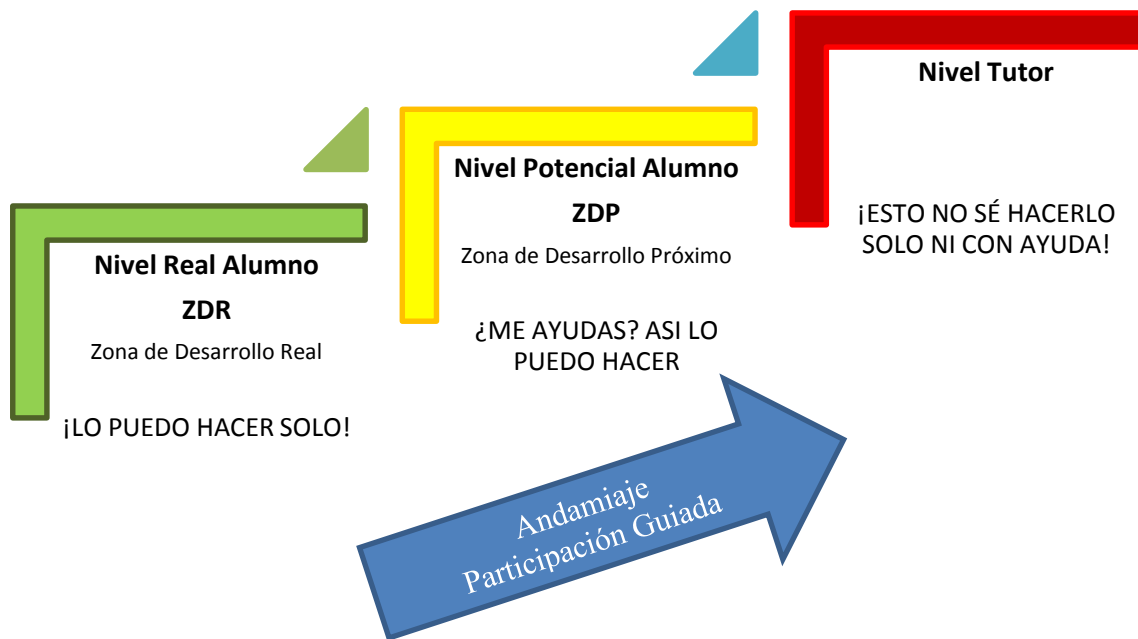 Nivel Real Alumno
ZDR
Zona de Desarrollo Real
¡LO PUEDO HACER SOLO!
Nivel Potencial Alumno
ZDP
Zona de Desarrollo Próximo
¿ME AYUDAS? ASI LO
PUEDO HACER
Nivel Tutor
¡ESTO NO SÉ HACERLO
SOLO NI CON AYUDA!
Andamiaje
Participación Guiada